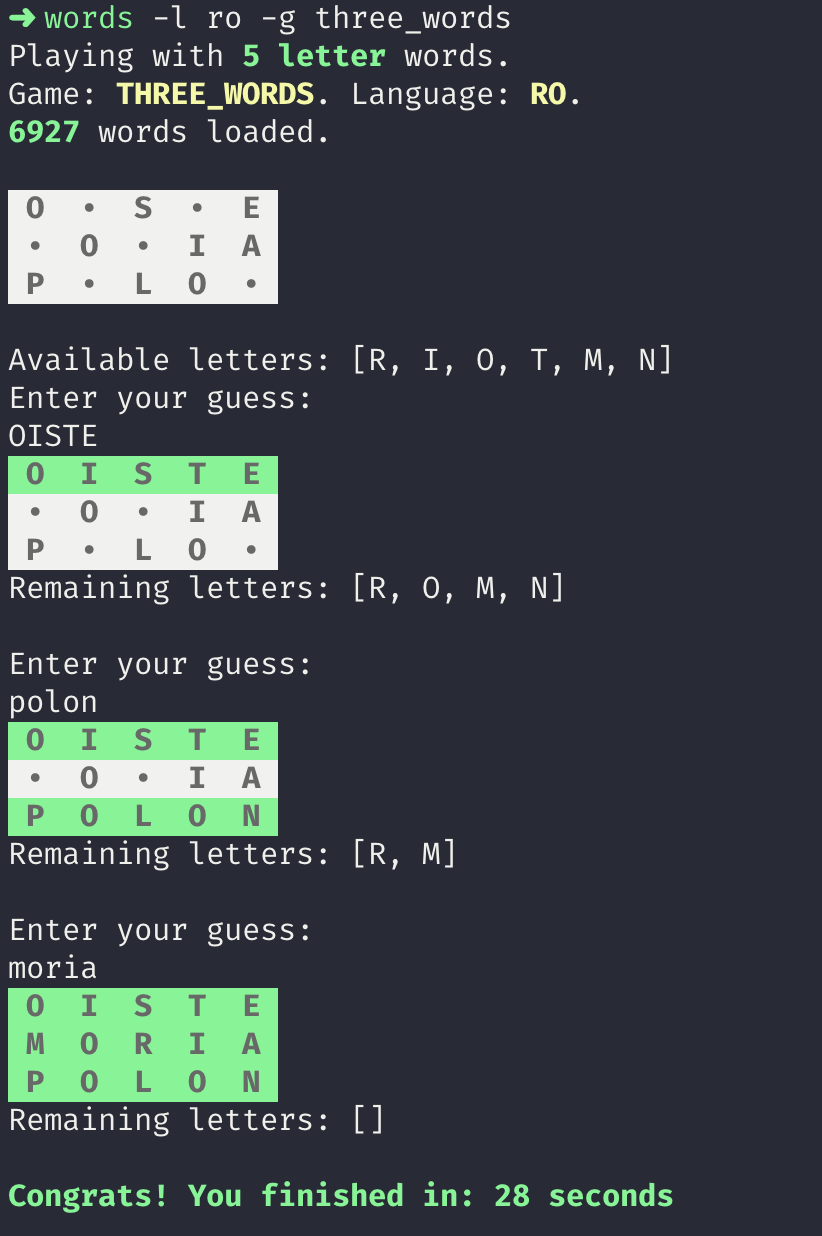 ➜ words -l ro -g three_words
Playing with 5 letter words.
Game: THREE_WORDS. Language: RO.
6927 words loaded.
O • S • E
• O • I A
P • L O •
Available letters: [R, I, O, T, M, N]
Enter your guess:
OISTE
O I S T E
• O • I A
P • L O •
Remaining letters: [R, O, M, N]
Enter your guess:
polon
O I S T E
• O • I A
P O L O N
Remaining letters: [R, M]
Enter your guess:
moria
O I S T E
M O R I A
P O L O N
Remaining letters: []
Congrats! You finished in: 28 seconds